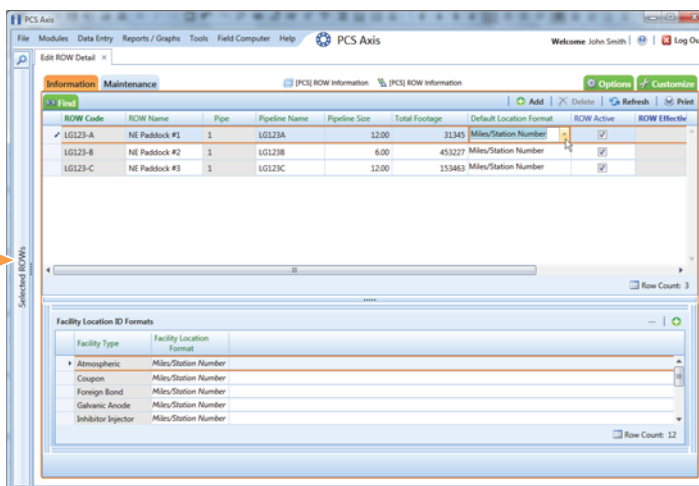 PCS Axis
File Modules Data Entry Reports / Graphs Tools Field Computer Help PCS Axis Welcome John Smith Log Ou
Edit ROW Detail ×
Information Maintenance [PCS] ROW Information [PCS] ROW Information Options Customize
Find Add Delete Refresh Print
ROW Code ROW Name Pipe Pipeline Name Pipeline Size Total Footage Default Location Format ROW Active ROW Effectiv
LG123-A NE Paddock #1 1 LG123A 12.00 31345 Miles/Station Number
LG123-B NE Paddock #2 1 LG123B 6.00 453227 Miles/Station Number
LG123-C NE Paddock #3 1 LG123C 12.00 153463 Miles/Station Number
Selected ROWs
Row Count: 3
Facility Location ID Formats
Facility Type Facility Location
Format
Atmospheric Miles/Station Number
Coupon Miles/Station Number
Foreign Bond Miles/Station Number
Galvanic Anode Miles/Station Number
Inhibitor Injector Miles/Station Number
Row Count: 12